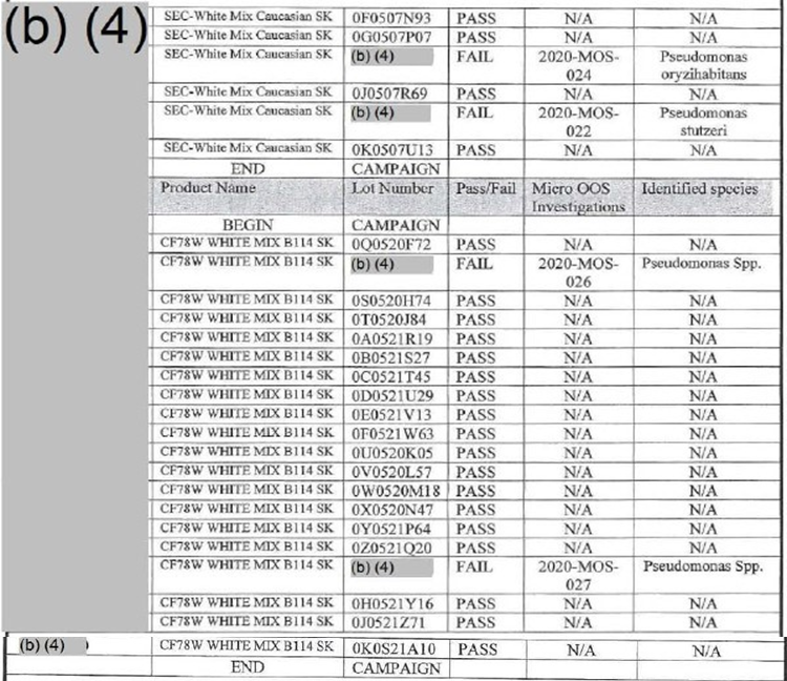 (b) (4)
SEC-White Mix Caucasian SK 0F0507N93 PASS N/A N/A
SEC-White Mix Caucasian SK 0G0507P07 PASS N/A N/A
SEC-White Mix Caucasian SK (b) (4) FAIL 2020-MOS- Pseudomonas
024 oryzihabitans
SEC-White Mix Caucasian SK 0J0507R69 PASS N/A N/A
SEC-White Mix Caucasian SK (b) (4) FAIL 2020-MOS- Pseudomonas
022 stutzeri
SEC-White Mix Caucasian SK 0K0507U13 PASS N/A N/A
END CAMPAIGN
Product Name Lot Number Pass/Fail Micro OOS Identified species
Investigations
BEGIN CAMPAIGN
CF78W WHITE MIX B114 SK 0Q0520F72 PASS N/A N/A
CF78W WHITE MIX B114 SK (b) (4) FAIL 2020-MOS- Pseudomonas Spp.
026
CF78W WHITE MIX B114 SK 0S0520H74 PASS N/A N/A
CF78W WHITE MIX B114 SK 0T0520J84 PASS N/A N/A
CF78W WHITE MIX B114 SK 0A0521R19 PASS N/A N/A
CF78W WHITE MIX B114 SK 0B0521S27 PASS N/A N/A
CF78W WHITE MIX B114 SK 0C0521T45 PASS N/A N/A
CF78W WHITE MIX B114 SK 0D0521U29 PASS N/A N/A
CF78W WHITE MIX B114 SK 0E0521V13 PASS N/A N/A
CF78W WHITE MIX B114 SK 0F0521W63 PASS N/A N/A
CF78W WHITE MIX B114 SK 0U0520K05 PASS N/A N/A
CF78W WHITE MIX B114 SK 0V0520L57 PASS N/A N/A
CF78W WHITE MIX B114 SK 0W0520M18 PASS N/A N/A
CF78W WHITE MIX B114 SK 0X0520N47 PASS N/A N/A
CF78W WHITE MIX B114 SK 0Y0521P64 PASS N/A N/A
CF78W WHITE MIX B114 SK 0Z0521Q20 PASS N/A N/A
CF78W WHITE MIX B114 SK (b) (4) FAIL 2020-MOS- Pseudomonas Spp.
027
CF78W WHITE MIX B114 SK 0H0521Y16 PASS N/A N/A
CF78W WHITE MIX B114 SK 0J0521Z71 PASS N/A N/A
(b) (4) CF78W WHITE MIX B114 SK 0K0S21A10 PASS N/A N/A
END CAMPAIGN